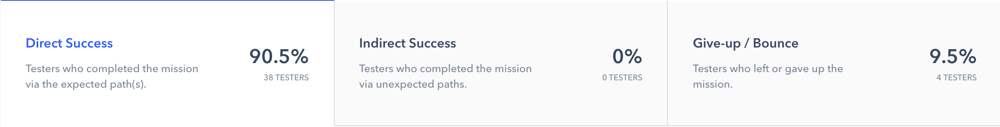 Direct Success
90.5%
Testers who completed the mission
via the expected path(s).
38 TESTERS
Indirect Success
0%
Testers who completed the mission
via unexpected paths.
0 TESTERS
Give-up / Bounce
9.5%
Testers who left or gave up the
mission.
4 TESTERS